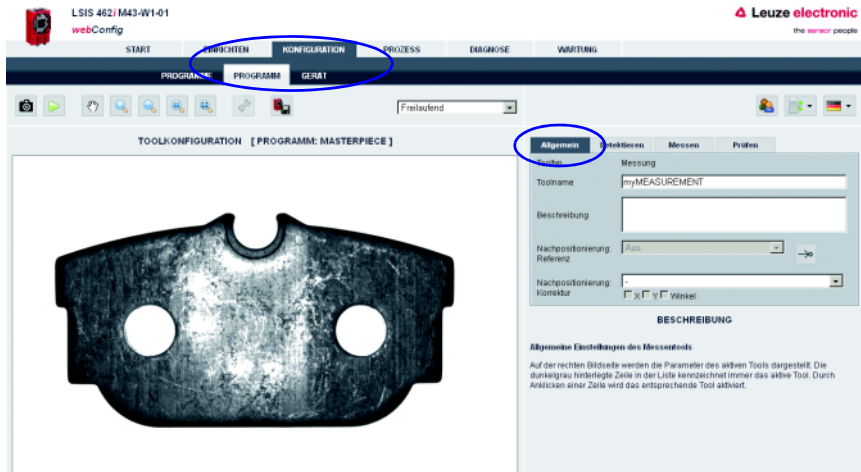 LSIS 462i M43-W1-01
webConfig
Leuze electronic
the sensor people
START EINRICHTEN KONFIGURATION PROZESS DIAGNOSE WARTUNG
PROGRAMME PROGRAMM GERÄT
Freilaufend
TOOLKONFIGURATION [ PROGRAMM: MASTERPIECE ]
Allgemein Detektieren Messen Prüfen
Tooltyp Messung
Toolname myMEASUREMENT
Beschreibung
Nachpositionierung: Aus
Referenz
Nachpositionierung: -
Korrektur X Y Winkel
BESCHREIBUNG
Allgemeine Einstellungen des Messentools
Auf der rechten Bildseite werden die Parameter des aktiven Tools dargestellt. Die
dunkelgrau hinterlegte Zeile in der Liste kennzeichnet immer das aktive Tool. Durch
Anklicken einer Zeile wird das entsprechende Tool aktiviert.